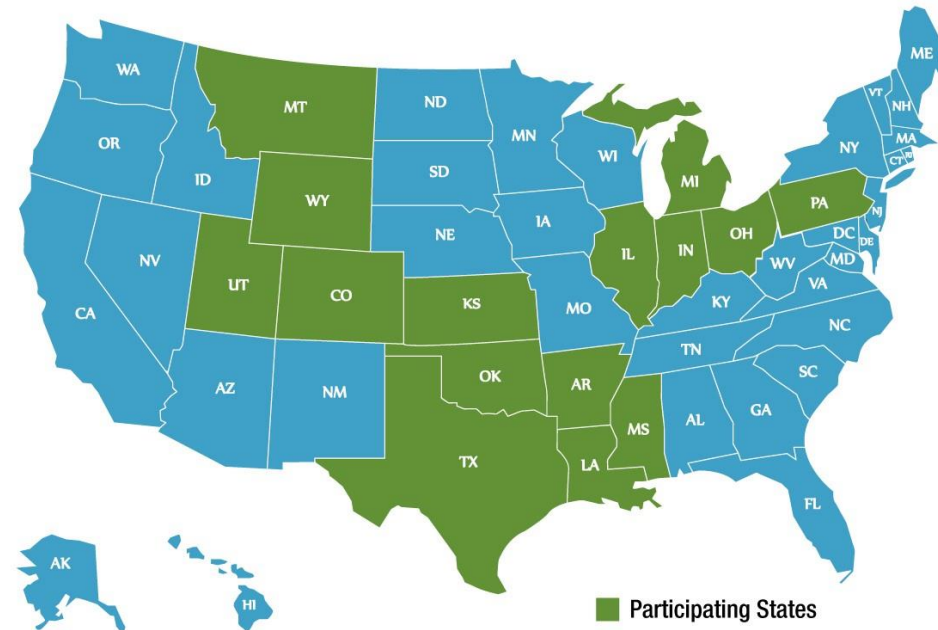 WA
MT
ND
MN
ME
VT
NH
OR
ID
SD
WI
NY
MA
CT
RI
WY
MI
PA
NE
IA
NJ
NV
UT
CO
IL
IN
OH
DC
DE
MD
WV
VA
CA
KS
MO
KY
NC
TN
AZ
NM
OK
AR
SC
MS
AL
GA
TX
LA
FL
AK
HI
Participating States